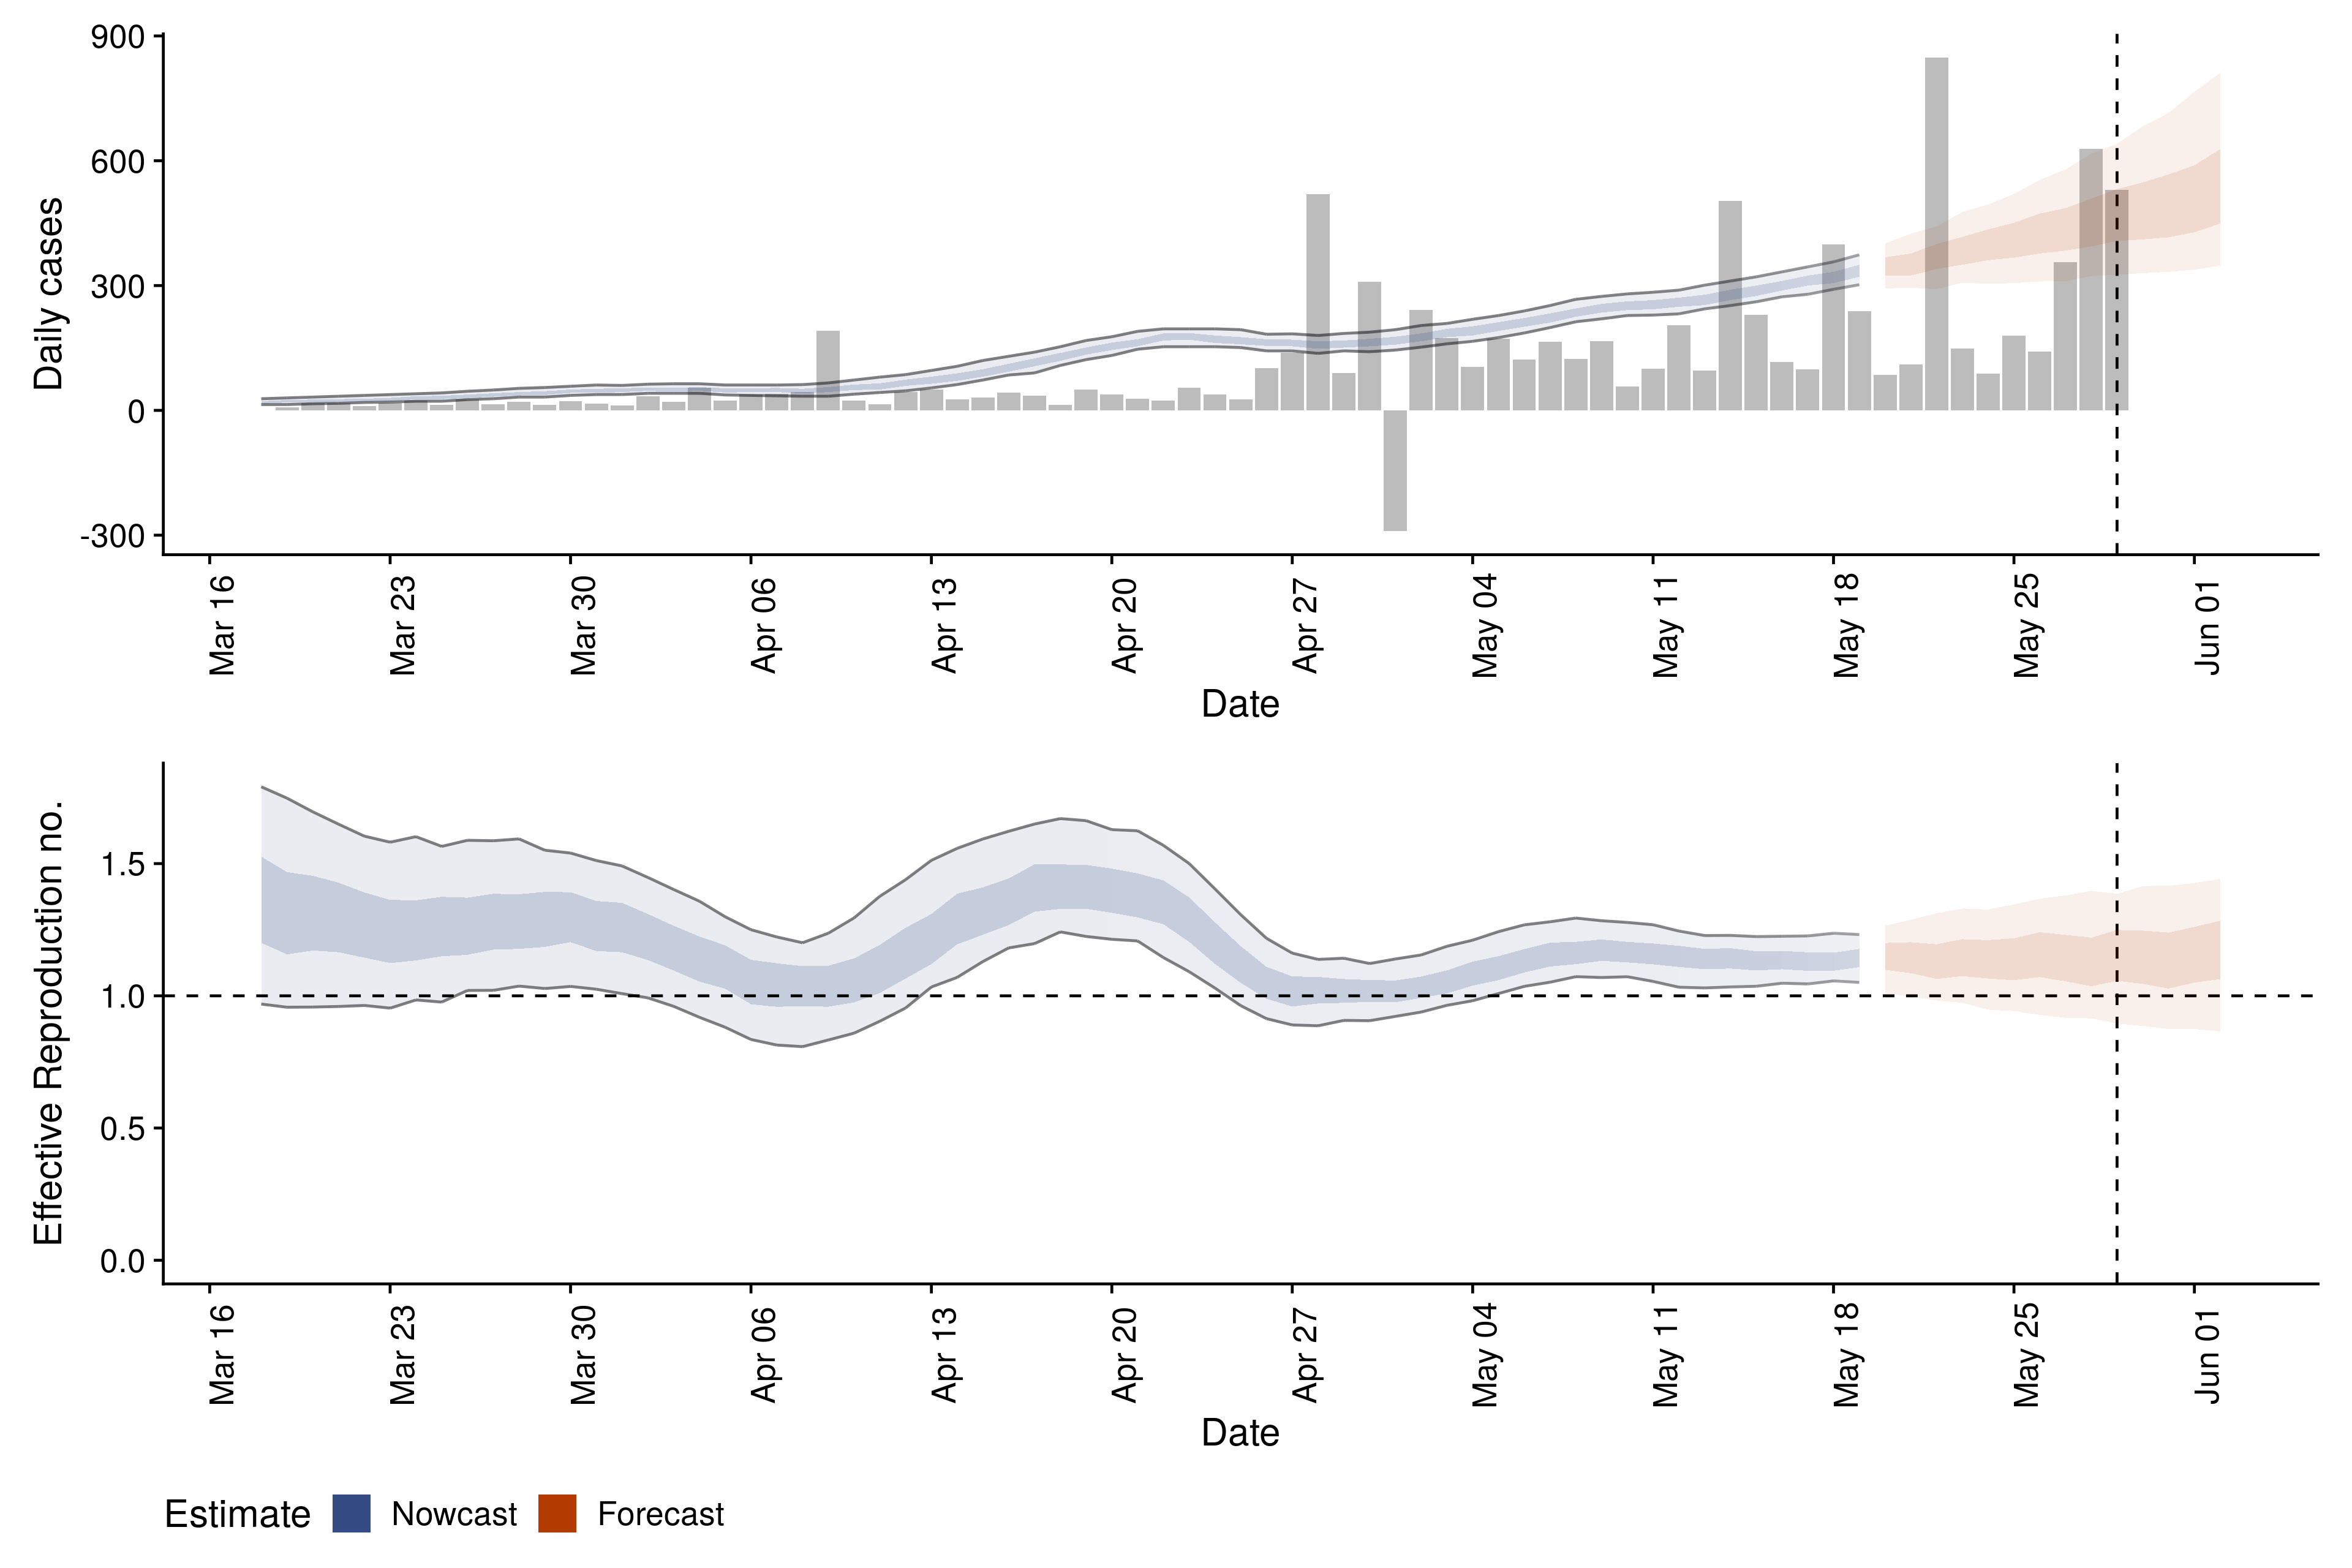 900
600
300
0
-300
Daily cases
Mar 16
Mar 23
Mar 30
Apr 06
Apr 13
Apr 20
Apr 27
May 04
May 11
May 18
May 25
Jun 01
Date
1.5
1.0
0.5
0.0
Effective Reproduction no.
Mar 16
Mar 23
Mar 30
Apr 06
Apr 13
Apr 20
Apr 27
May 04
May 11
May 18
May 25
Jun 01
Date
Estimate Nowcast Forecast